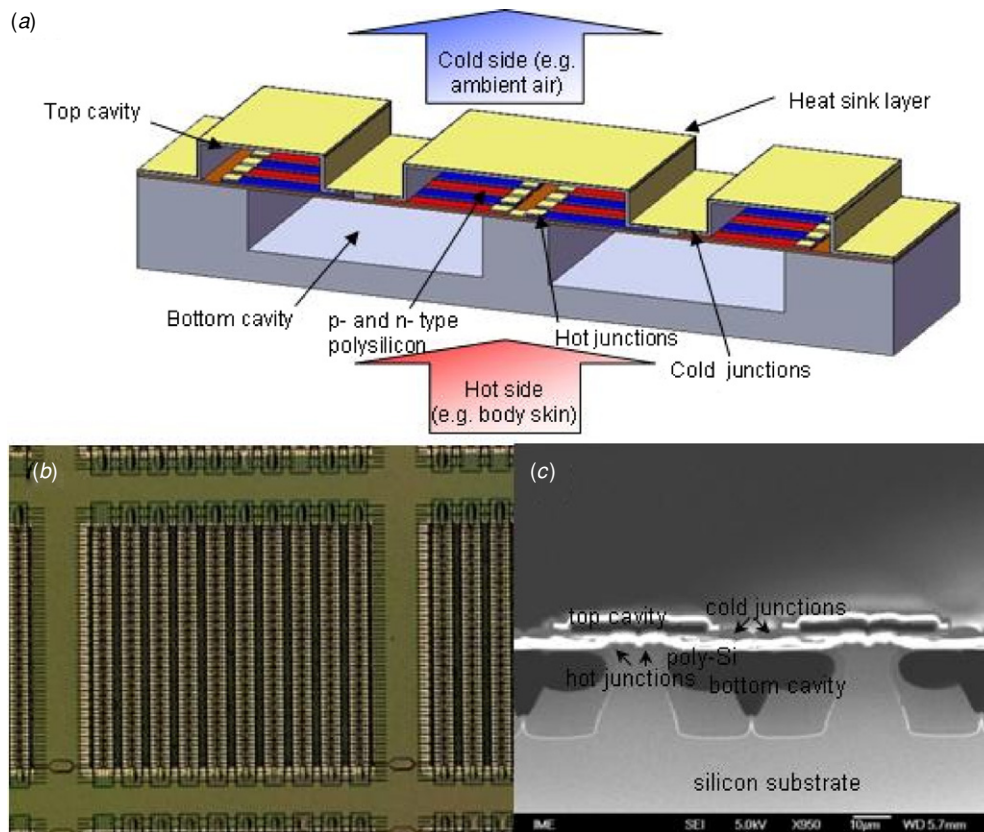 (a)
Cold side (e.g.
ambient air)
Heat sink layer
Top cavity
Bottom cavity
p- and n- type
polysilicon
Hot junctions
Cold junctions
Hot side
(e.g. body skin)
(b)
(c)
cold junctions
top cavity
poly-Si
hot junctions
bottom cavity
silicon substrate
IME SEI 5.0kV X950 10µm WD 5.7mm